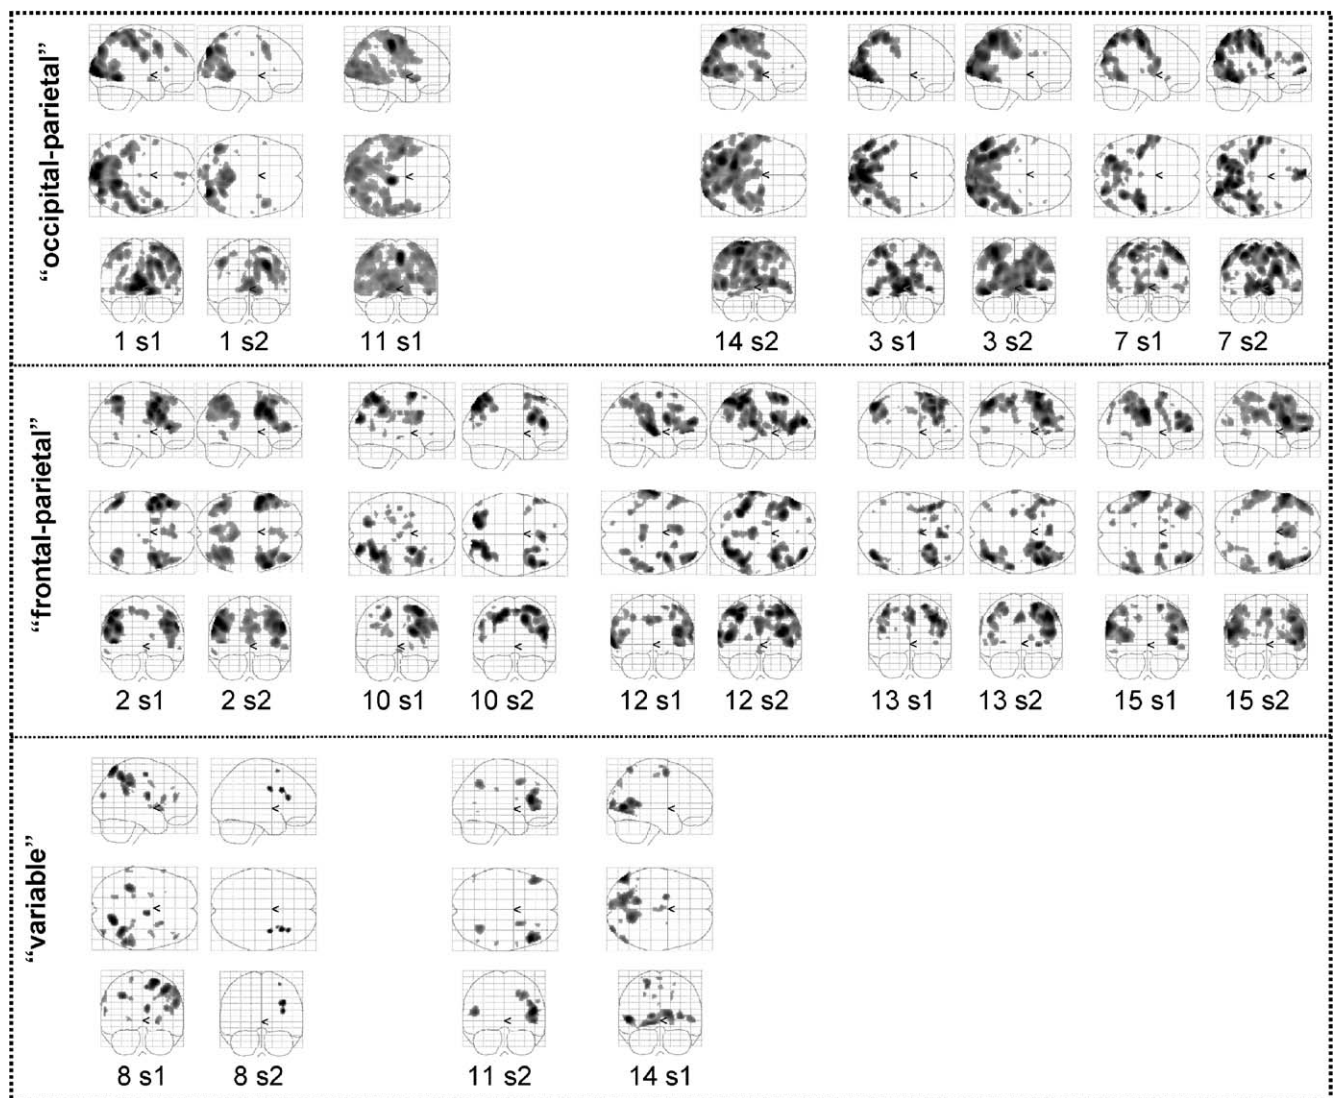 “occipital-parietal”
1 s1 1 s2 11 s1 14 s2 3 s1 3 s2 7 s1 7 s2
“frontal-parietal”
2 s1 2 s2 10 s1 10 s2 12 s1 12 s2 13 s1 13 s2 15 s1 15 s2
“variable”
8 s1 8 s2 11 s2 14 s1